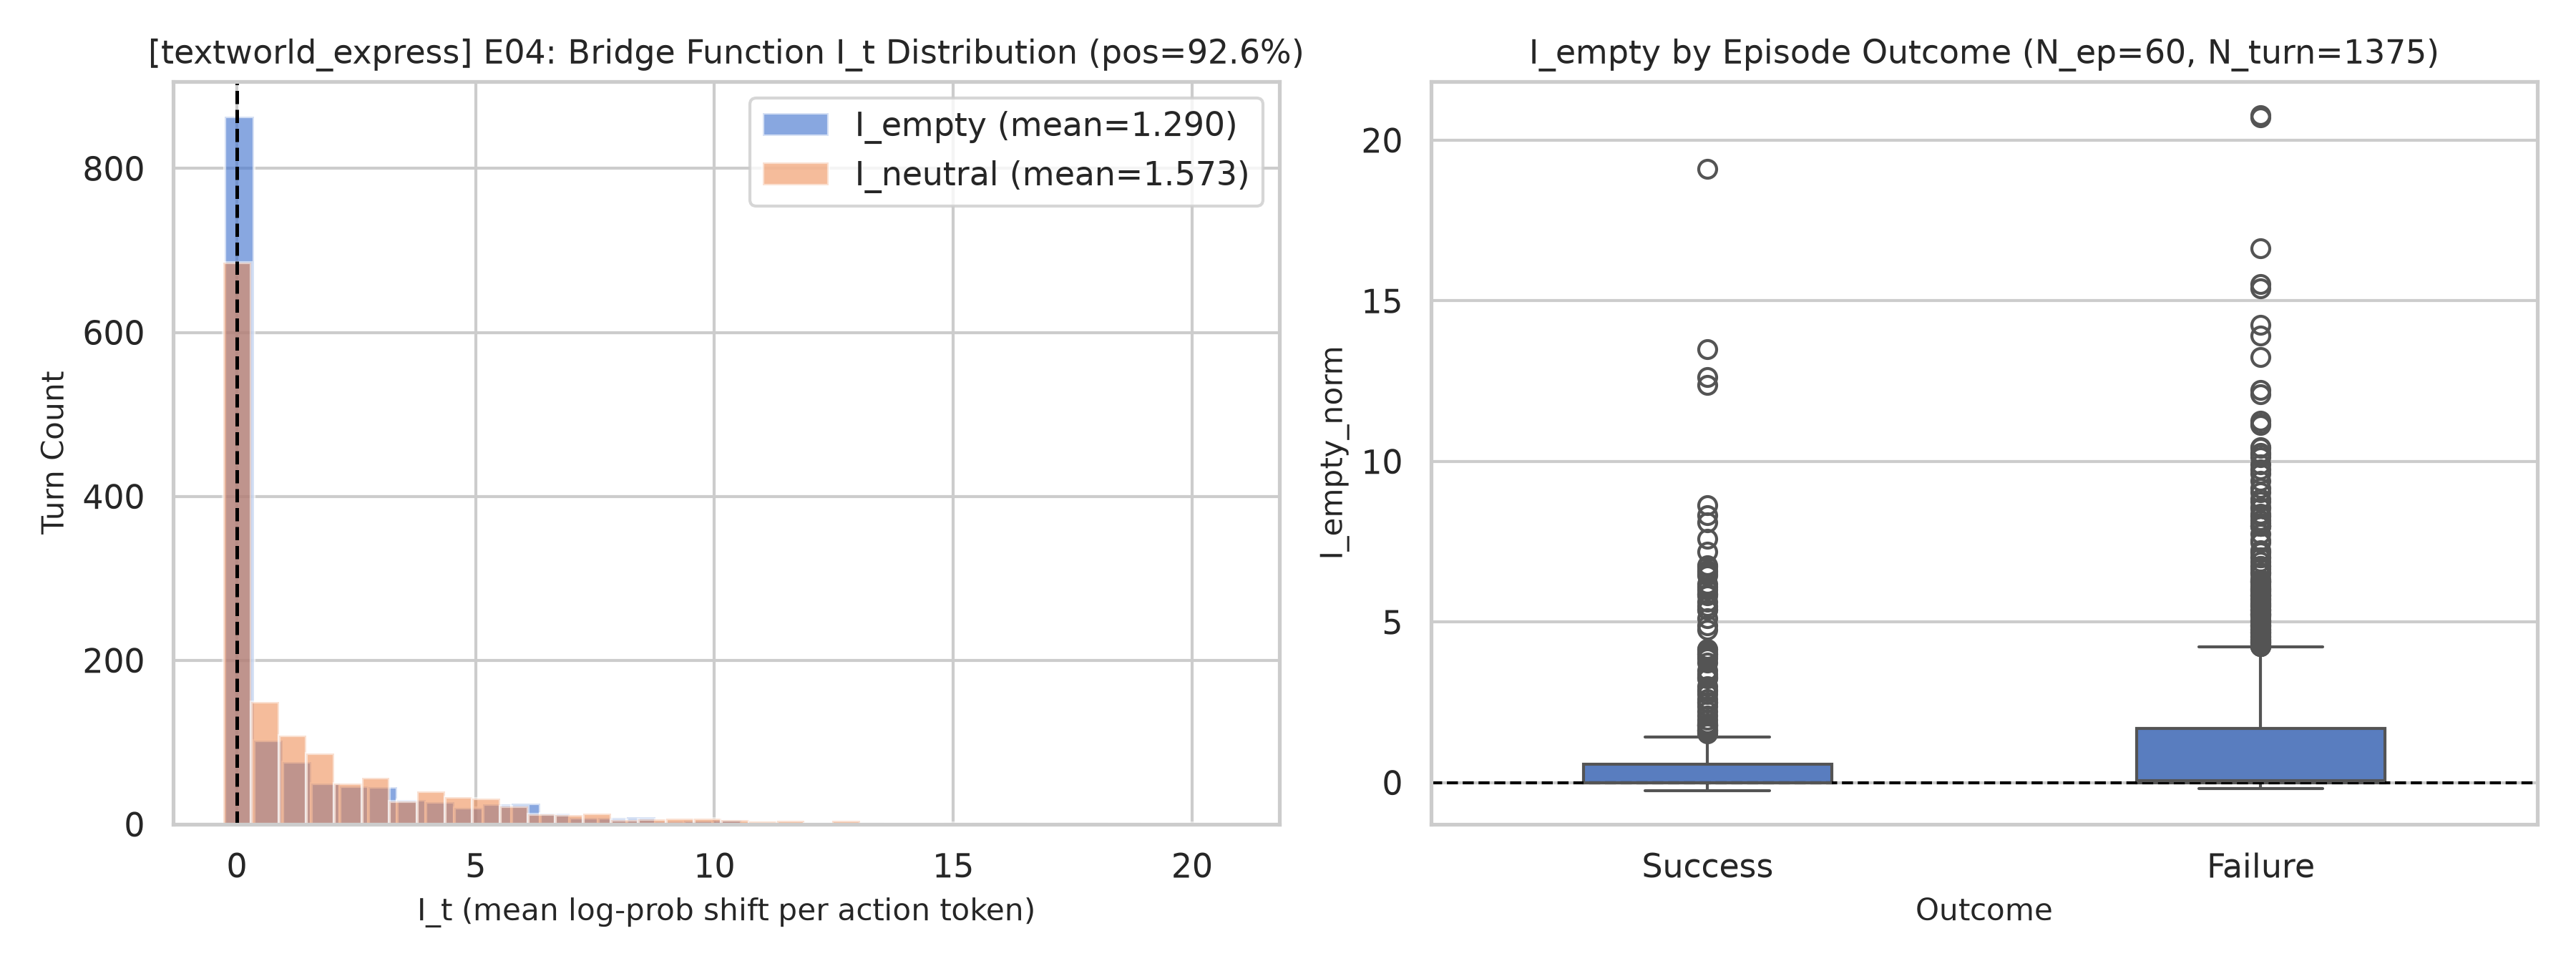 [textworld_express] E04: Bridge Function I_t Distribution (pos=92.6%)
I_empty (mean=1.290)
I_neutral (mean=1.573)
Turn Count
800
600
400
200
0
0 5 10 15 20
I_t (mean log-prob shift per action token)
I_empty by Episode Outcome (N_ep=60, N_turn=1375)
I_empty_norm
20
15
10
5
0
Success Failure
Outcome